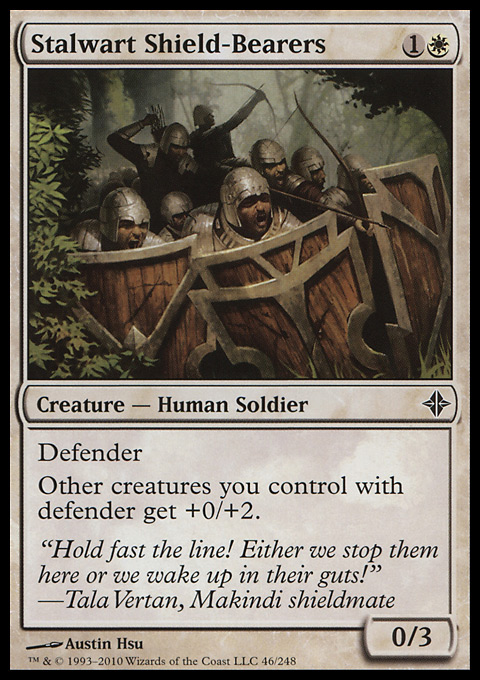 Stalwart Shield-Bearers 1
Creature — Human Soldier
Defender
Other creatures you control with
defender get +0/+2.
“Hold fast the line! Either we stop them
here or we wake up in their guts!”
—Tala Vertan, Makindi shieldmate
0/3
Austin Hsu
™ & © 1993–2010 Wizards of the Coast LLC 46/248